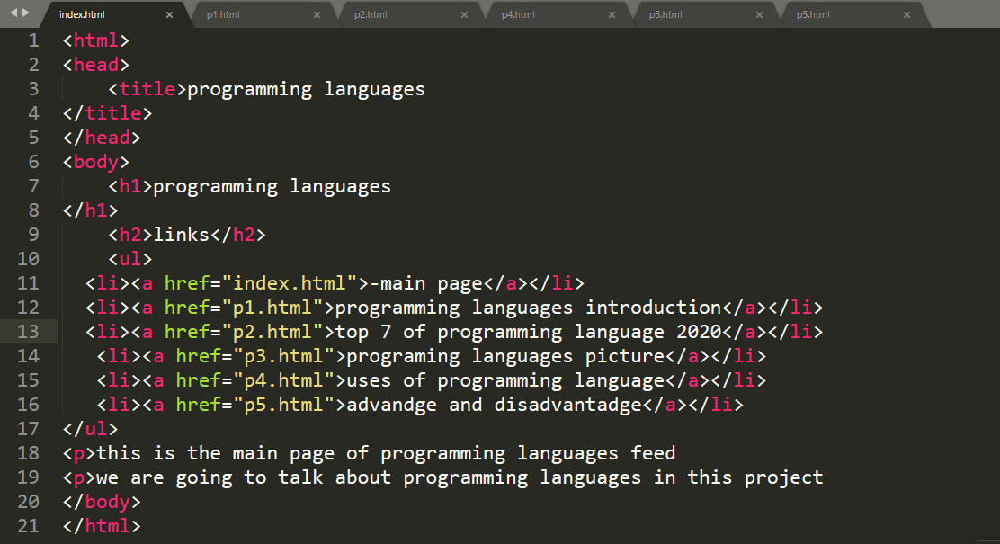 index.html × p1.html × p2.html × p4.html × p3.html × p5.html ×
1 <html>
2 <head>
3     <title>programming languages
4 </title>
5 </head>
6 <body>
7     <h1>programming languages
8 </h1>
9     <h2>links</h2>
10     <ul>
11   <li><a href="index.html">-main page</a></li>
12   <li><a href="p1.html">programming languages introduction</a></li>
13   <li><a href="p2.html">top 7 of programming language 2020</a></li>
14    <li><a href="p3.html">programing languages picture</a></li>
15    <li><a href="p4.html">uses of programming language</a></li>
16    <li><a href="p5.html">advandge and disadvantadge</a></li>
17 </ul>
18 <p>this is the main page of programming languages feed
19 <p>we are going to talk about programming languages in this project
20 </body>
21 </html>